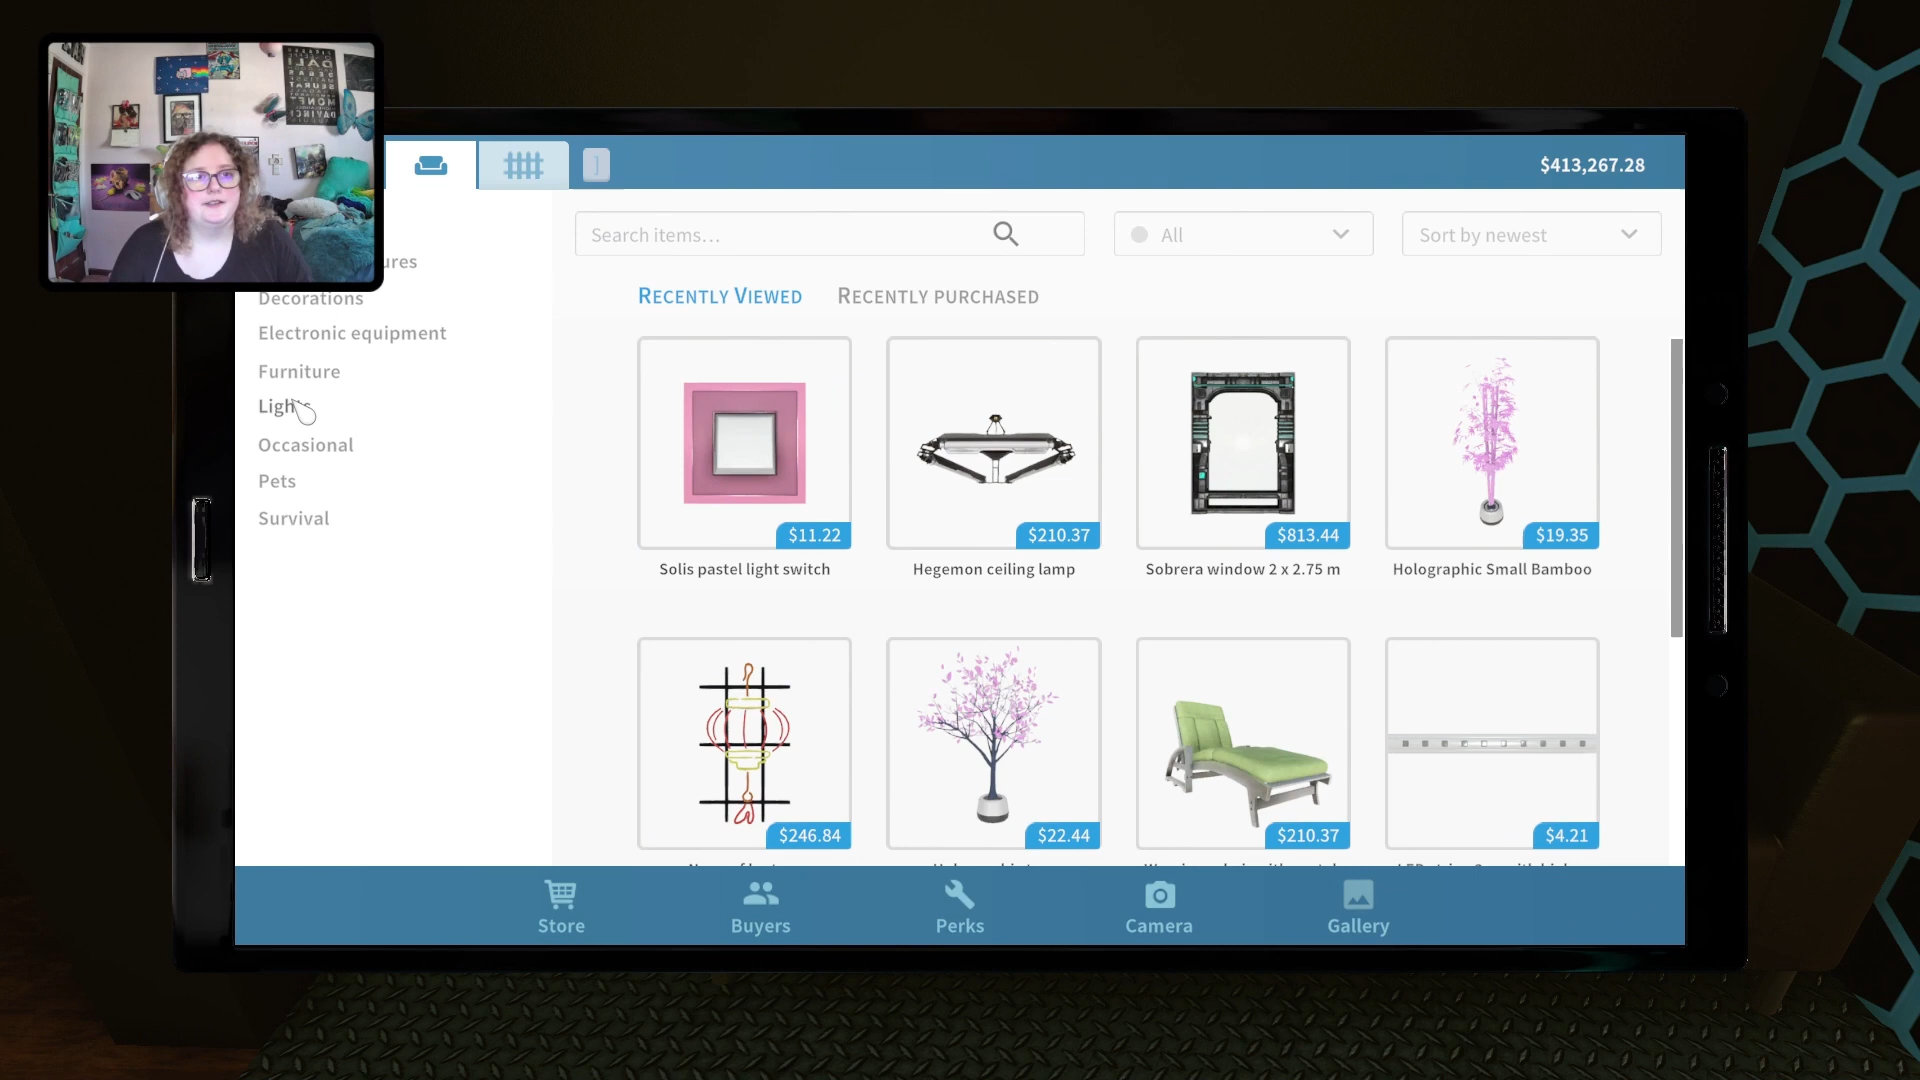 $413,267.28
Search items...
All
Sort by newest
ures
Decorations
Electronic equipment
Furniture
Lights
Occasional
Pets
Survival
RECENTLY VIEWED
RECENTLY PURCHASED
$11.22
$210.37
$813.44
$19.35
Solis pastel light switch
Hegemon ceiling lamp
Sobrera window 2 x 2.75 m
Holographic Small Bamboo
$246.84
$22.44
$210.37
$4.21
Store
Buyers
Perks
Camera
Gallery